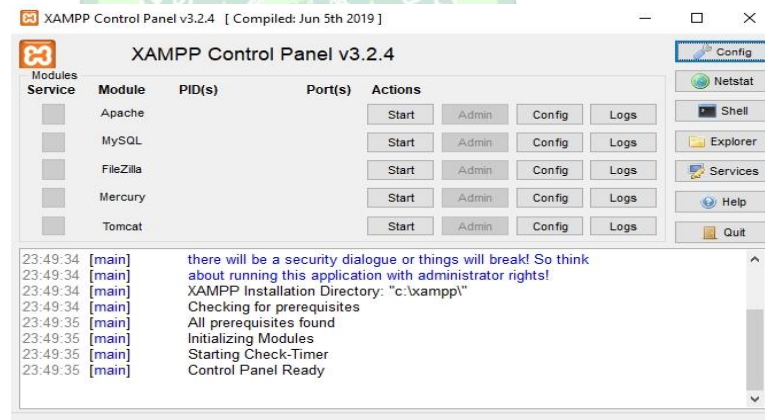 XAMPP Control Panel v3.2.4 [ Compiled: Jun 5th 2019 ]
XAMPP Control Panel v3.2.4
Config
Modules
Service Module PID(s) Port(s) Actions
Netstat
Apache Start Admin Config Logs
Shell
MySQL Start Admin Config Logs
Explorer
FileZilla Start Admin Config Logs
Services
Mercury Start Admin Config Logs
Help
Tomcat Start Admin Config Logs
Quit
23:49:34 [main] there will be a security dialogue or things will break! So think
23:49:34 [main] about running this application with administrator rights!
23:49:34 [main] XAMPP Installation Directory: "c:\xampp\"
23:49:34 [main] Checking for prerequisites
23:49:35 [main] All prerequisites found
23:49:35 [main] Initializing Modules
23:49:35 [main] Starting Check-Timer
23:49:35 [main] Control Panel Ready